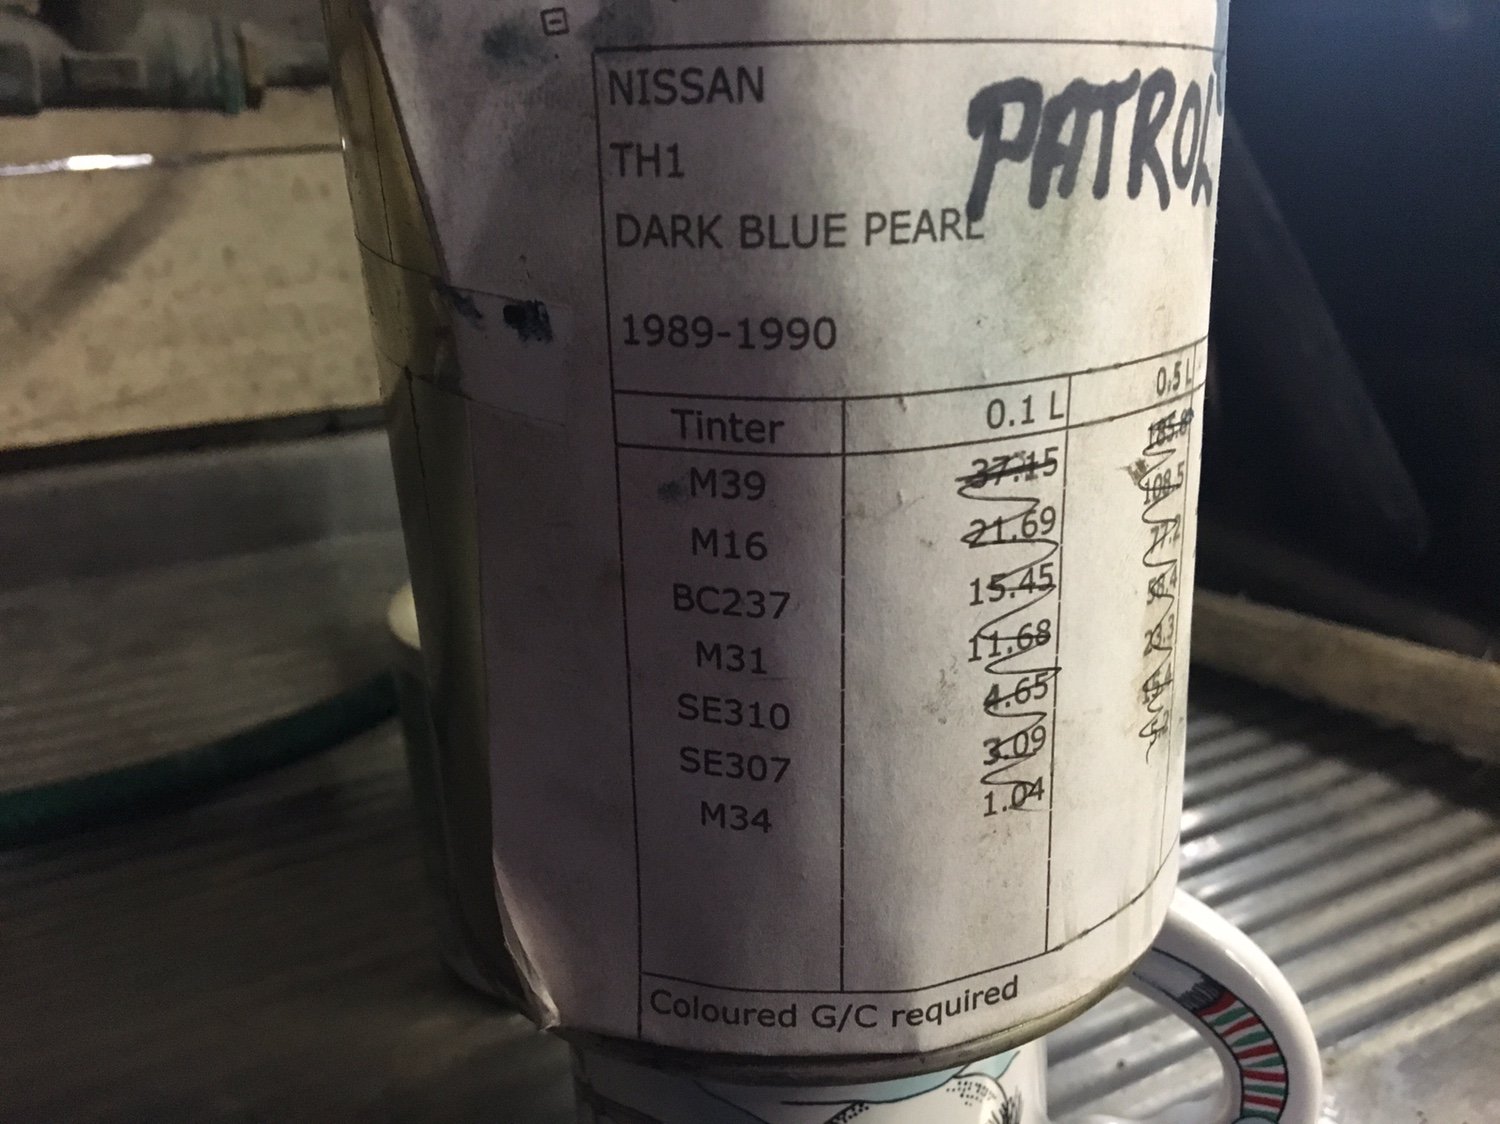 NISSAN
PATROL
TH1
DARK BLUE PEARL
1989-1990
Tinter 0.1 L 0.5 L
M39 37.15
M16 21.69
BC237 15.45
M31 11.68
SE310 4.65
SE307 3.09
M34 1.04
Coloured G/C required